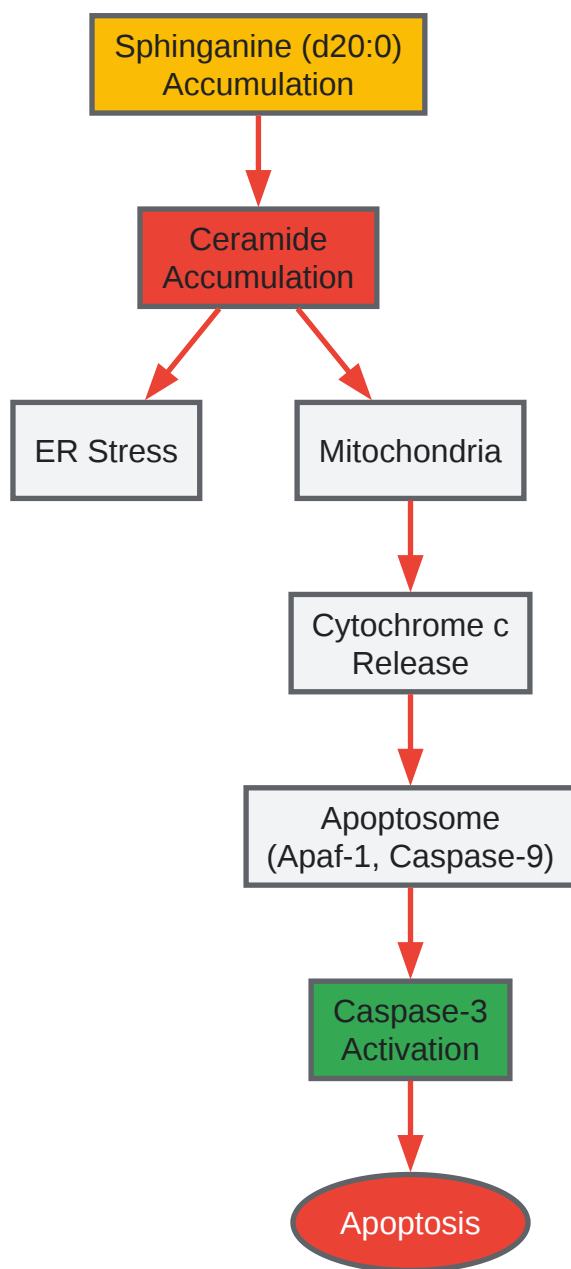 Sphinganine (d20:0)
Accumulation
Ceramide
Accumulation
ER Stress
Mitochondria
Cytochrome c
Release
Apoptosome
(Apaf-1, Caspase-9)
Caspase-3
Activation
Apoptosis